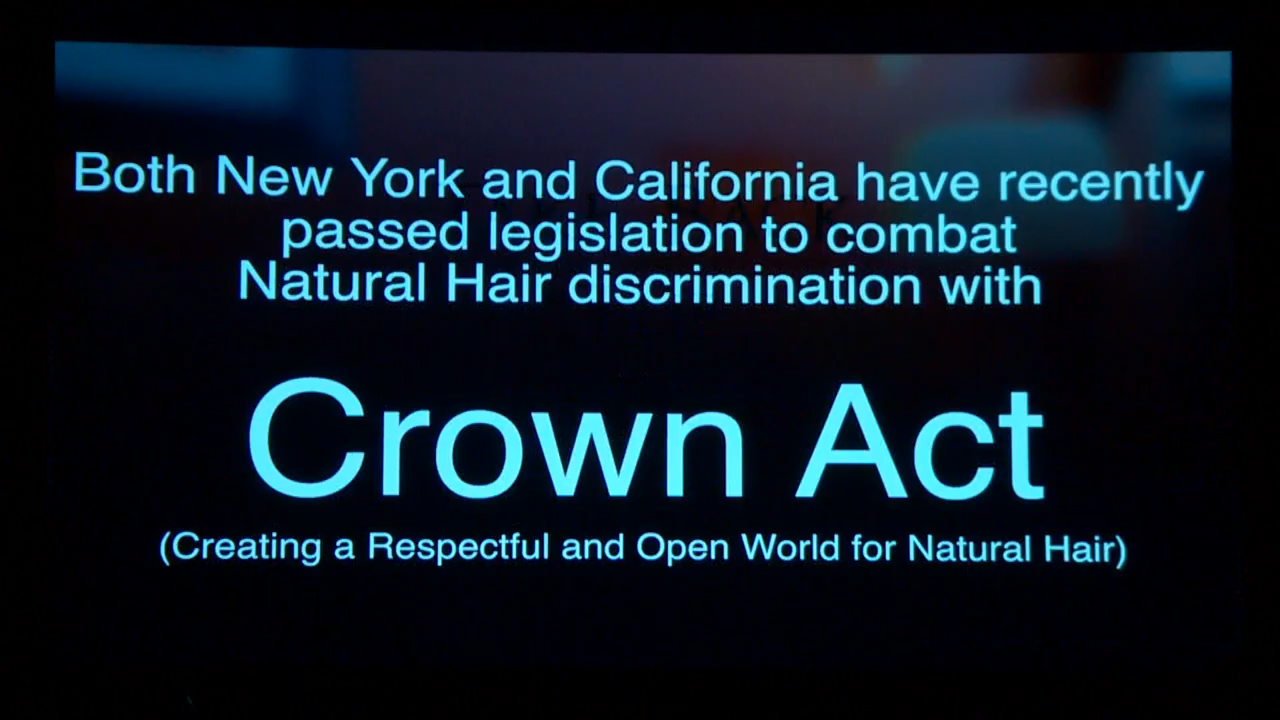 Both New York and California have recently
passed legislation to combat
Natural Hair discrimination with
Crown Act
(Creating a Respectful and Open World for Natural Hair)